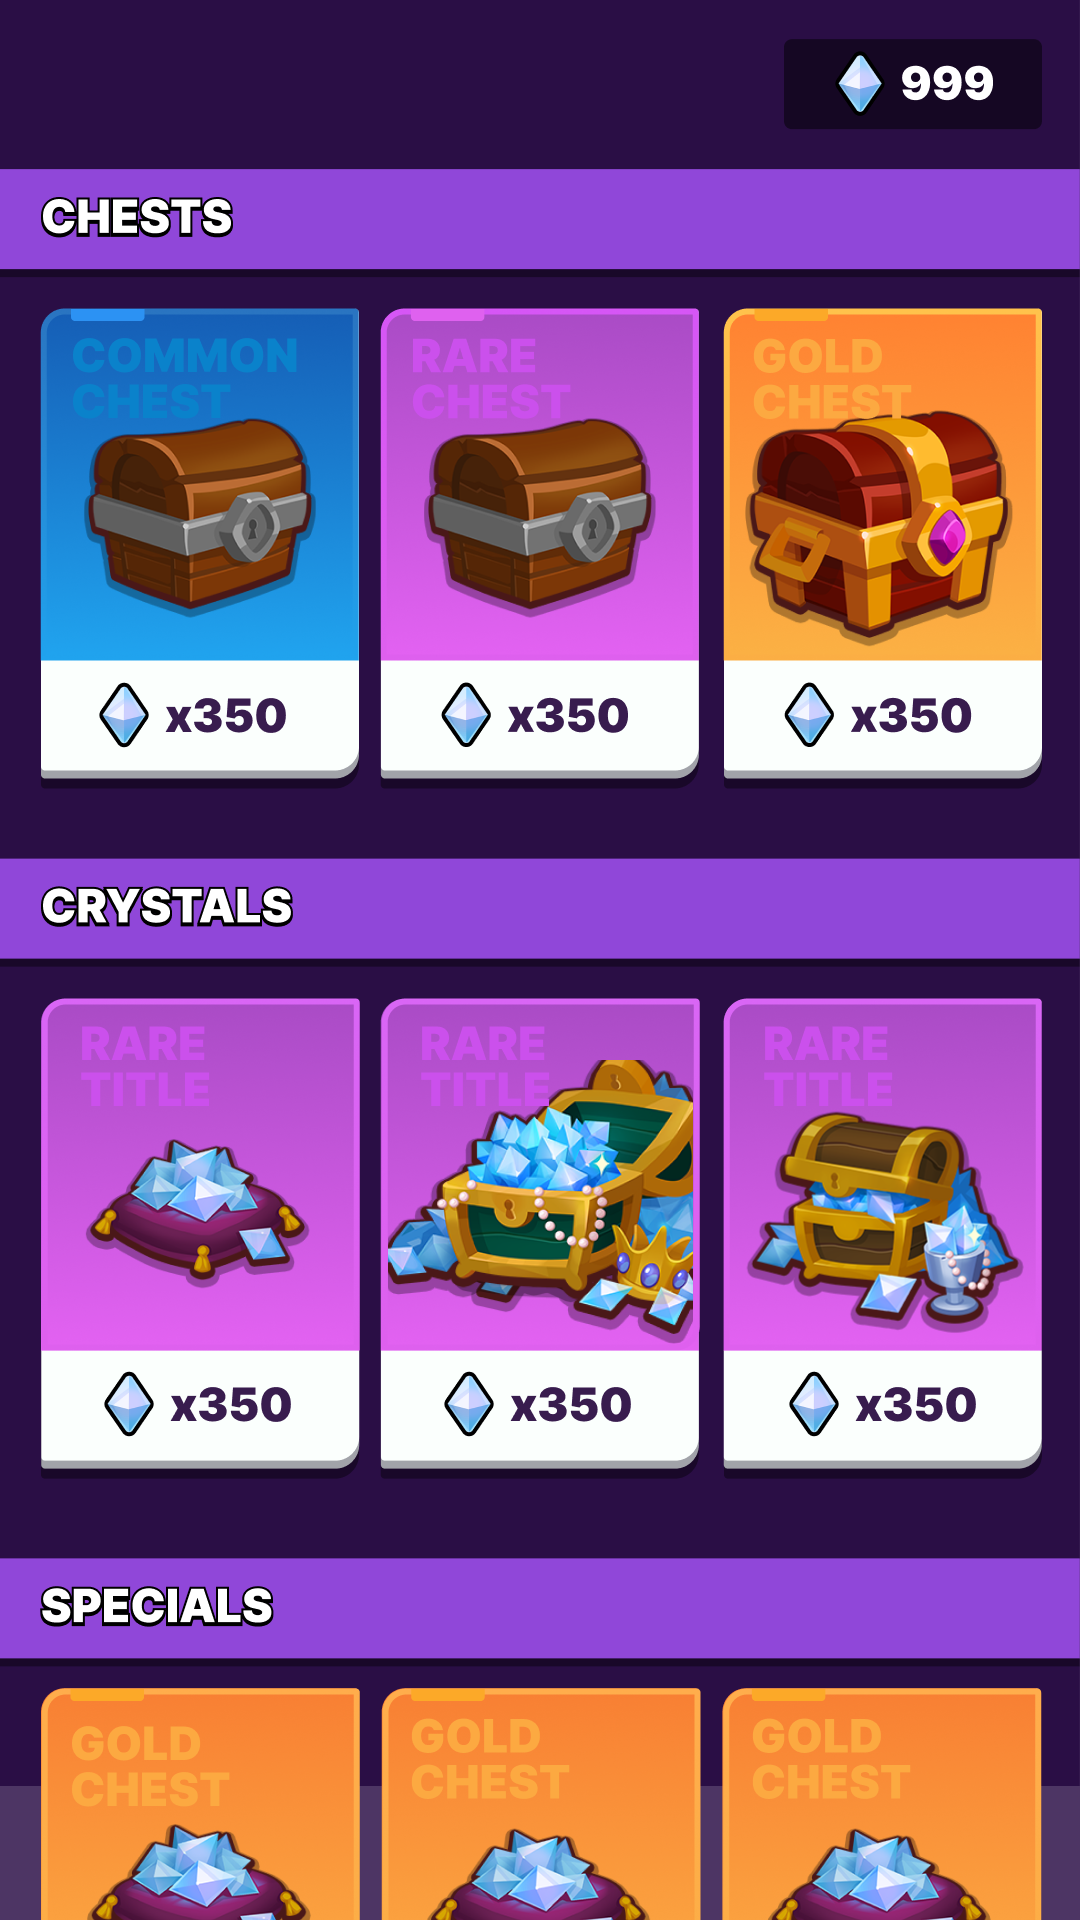 999
CHESTS
COMMON
CHEST
RARE
CHEST
GOLD
CHEST
x350
x350
x350
CRYSTALS
RARE
TITLE
RARE
TITLE
RARE
TITLE
x350
x350
x350
SPECIALS
GOLD
CHEST
GOLD
CHEST
GOLD
CHEST